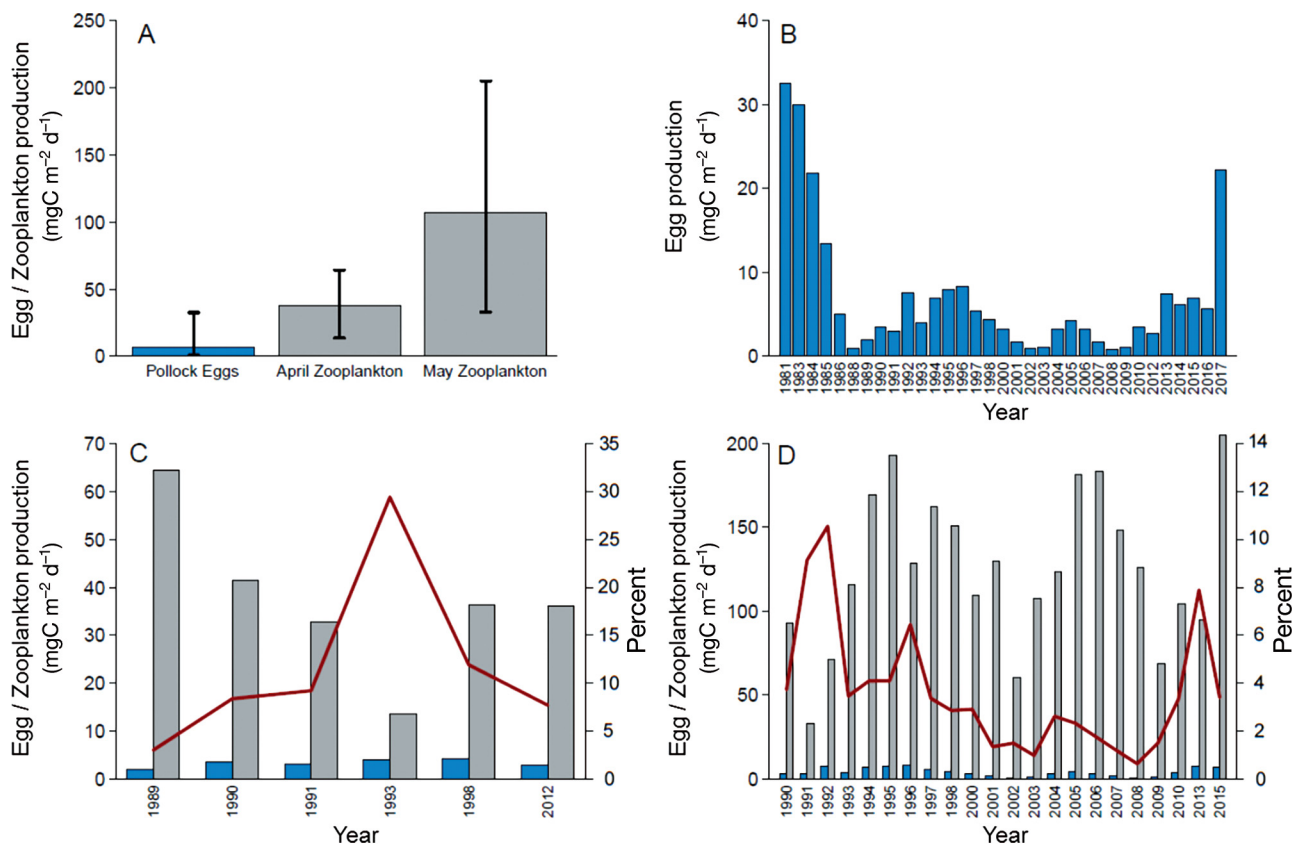 A
Egg / Zooplankton production
(mgC m⁻² d⁻¹)
250
200
150
100
50
0
Pollock Eggs April Zooplankton May Zooplankton
B
Egg production
(mgC m⁻² d⁻¹)
40
30
20
10
0
1981 1983 1984 1985 1986 1988 1989 1990 1991 1992 1993 1994 1995 1996 1997 1998 2000 2001 2002 2003 2004 2005 2006 2007 2008 2009 2010 2012 2013 2014 2015 2016 2017
Year
C
Egg / Zooplankton production
(mgC m⁻² d⁻¹)
70
60
50
40
30
20
10
0
35
30
25
20
15
10
5
0
Percent
1989 1990 1991 1993 1998 2012
Year
D
Egg / Zooplankton production
(mgC m⁻² d⁻¹)
200
150
100
50
0
14
12
10
8
6
4
2
0
Percent
1990 1991 1992 1993 1994 1995 1996 1997 1998 2000 2001 2002 2003 2004 2005 2006 2007 2008 2009 2010 2013 2015
Year